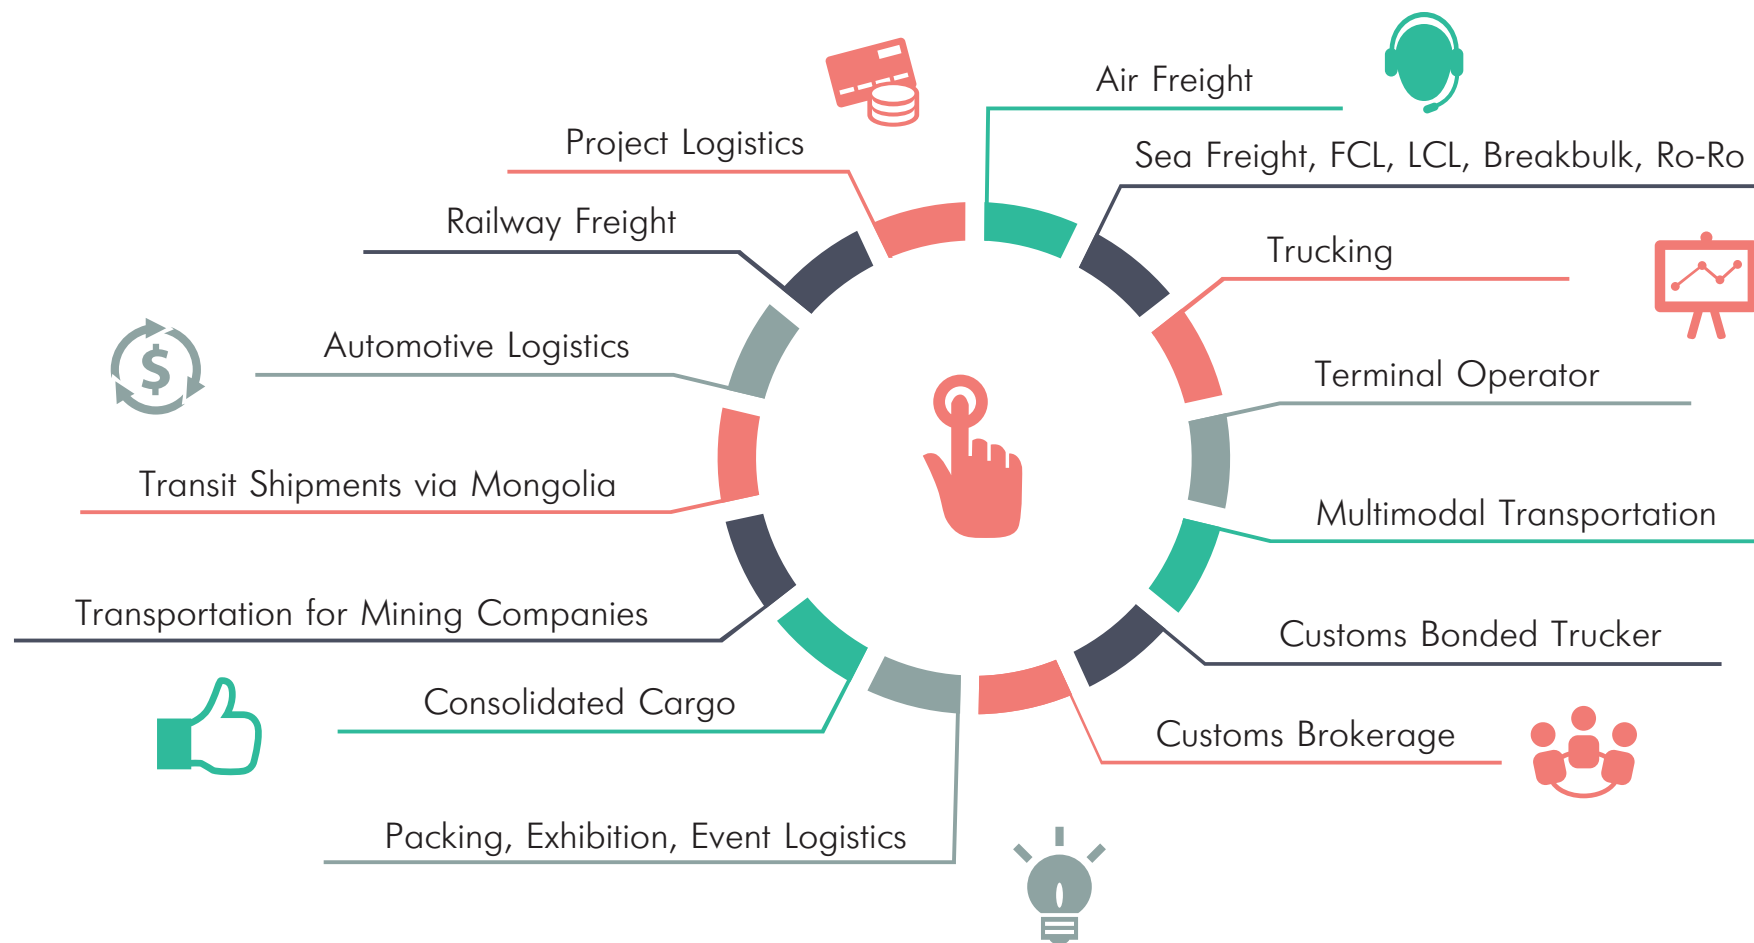 Air Freight
Project Logistics
Sea Freight, FCL, LCL, Breakbulk, Ro-Ro
Railway Freight
Trucking
Automotive Logistics
Terminal Operator
Transit Shipments via Mongolia
Multimodal Transportation
Transportation for Mining Companies
Customs Bonded Trucker
Consolidated Cargo
Customs Brokerage
Packing, Exhibition, Event Logistics
$